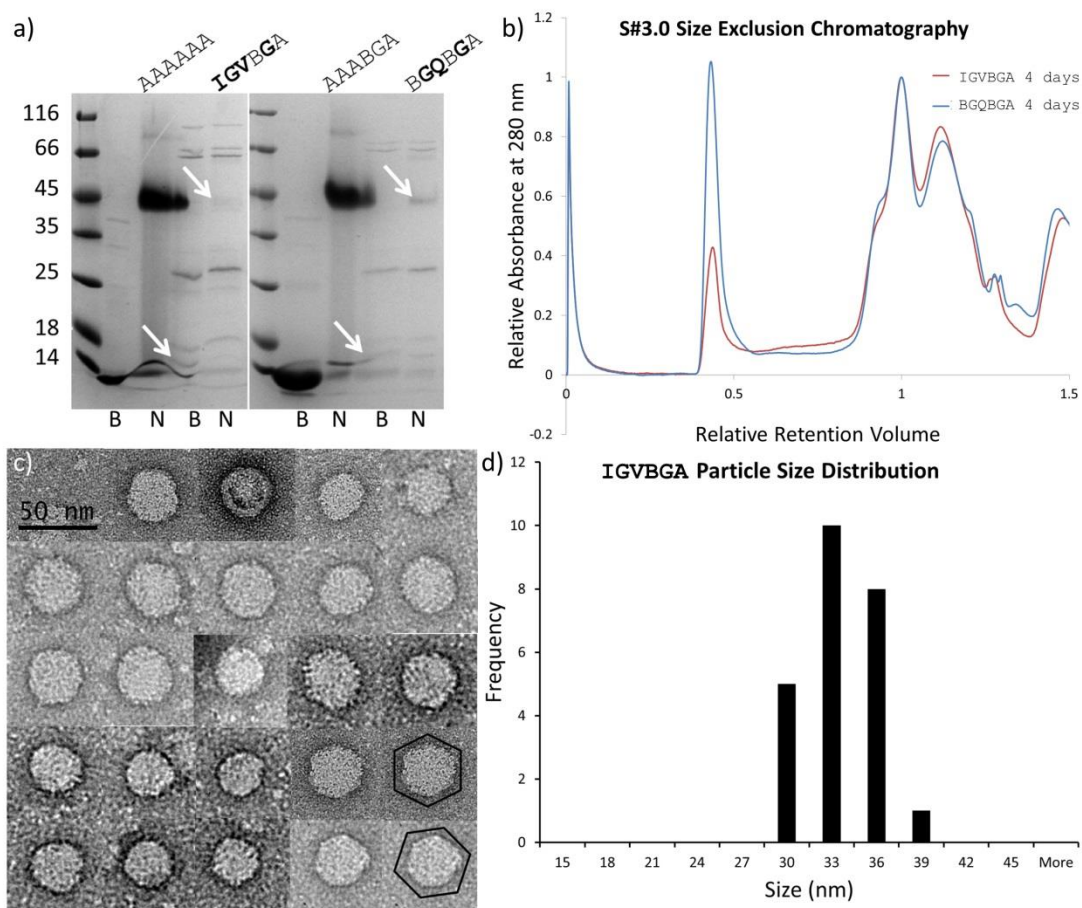 a)
AAAAAA
IGVBGA
AAABGA
BGQBGA
116
66
45
35
25
18
14
B N B N B N B N
b)
S#3.0 Size Exclusion Chromatography
Relative Absorbance at 280 nm
1.2
1
0.8
0.6
0.4
0.2
0
-0.2
0 0.5 1 1.5
IGVBGA 4 days
BGQBGA 4 days
Relative Retention Volume
c)
50 nm
d)
IGVBGA Particle Size Distribution
Frequency
12
10
8
6
4
2
0
15 18 21 24 27 30 33 36 39 42 45 More
Size (nm)